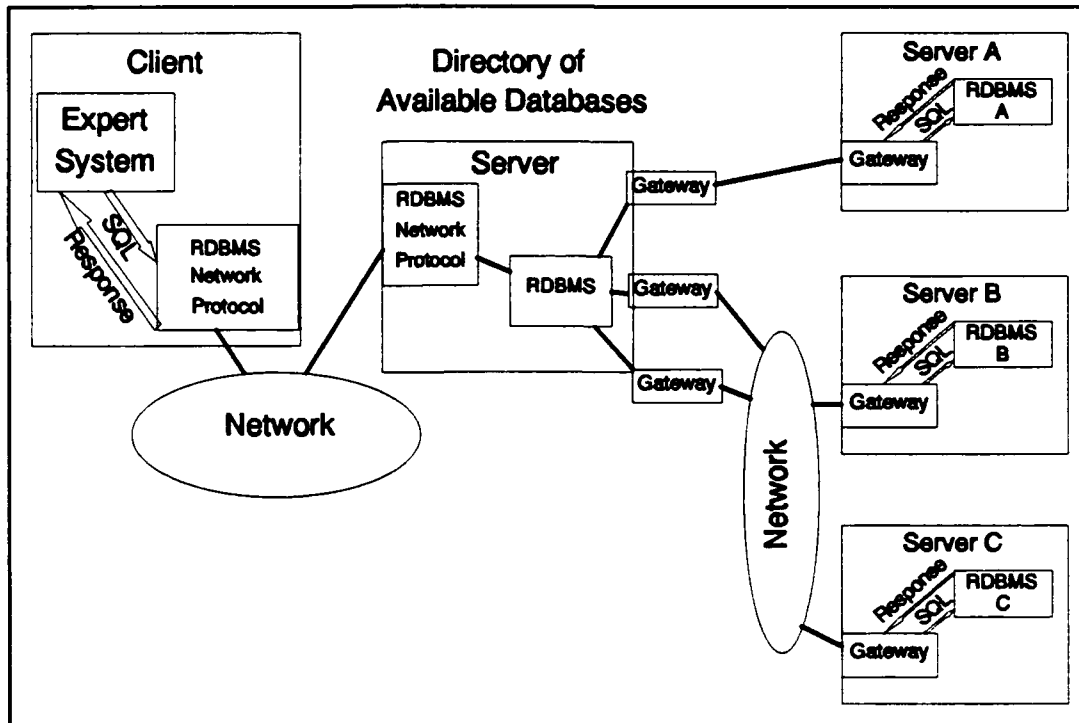 Client
Expert
System
SQL
Response
RDBMS
Network
Protocol
Network
Directory of
Available Databases
Server
RDBMS
Network
Protocol
RDBMS
Gateway
Gateway
Gateway
Network
Server A
Response
SQL
RDBMS
A
Gateway
Server B
Response
SQL
RDBMS
B
Gateway
Server C
Response
SQL
RDBMS
C
Gateway